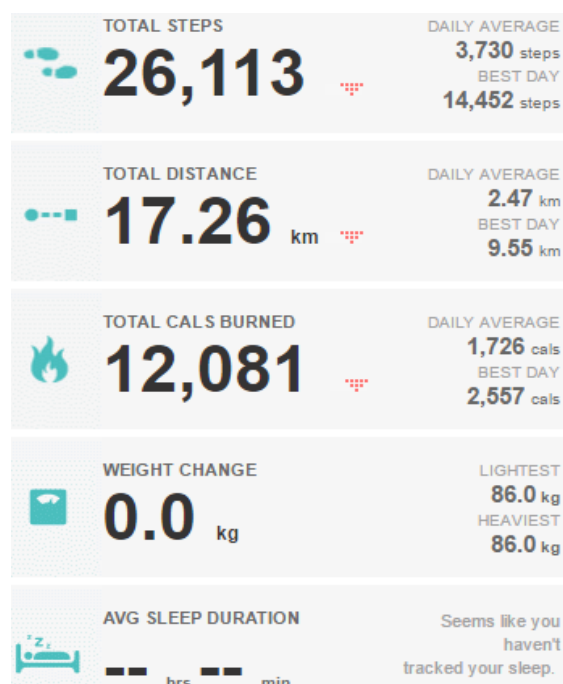 TOTAL STEPS
26,113
DAILY AVERAGE
3,730 steps
BEST DAY
14,452 steps
TOTAL DISTANCE
17.26 km
DAILY AVERAGE
2.47 km
BEST DAY
9.55 km
TOTAL CALS BURNED
12,081
DAILY AVERAGE
1,726 cals
BEST DAY
2,557 cals
WEIGHT CHANGE
0.0 kg
LIGHTEST
86.0 kg
HEAVIEST
86.0 kg
AVG SLEEP DURATION
-- hrs -- min
Seems like you
haven't
tracked your sleep.
zzz